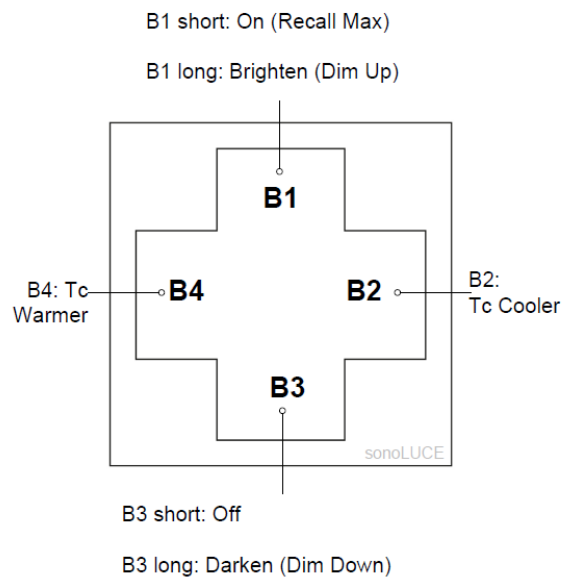 B1 short: On (Recall Max)
B1 long: Brighten (Dim Up)
B1
B4: Tc
Warmer
B4
B2
B2:
Tc Cooler
B3
sonoLUCE
B3 short: Off
B3 long: Darken (Dim Down)